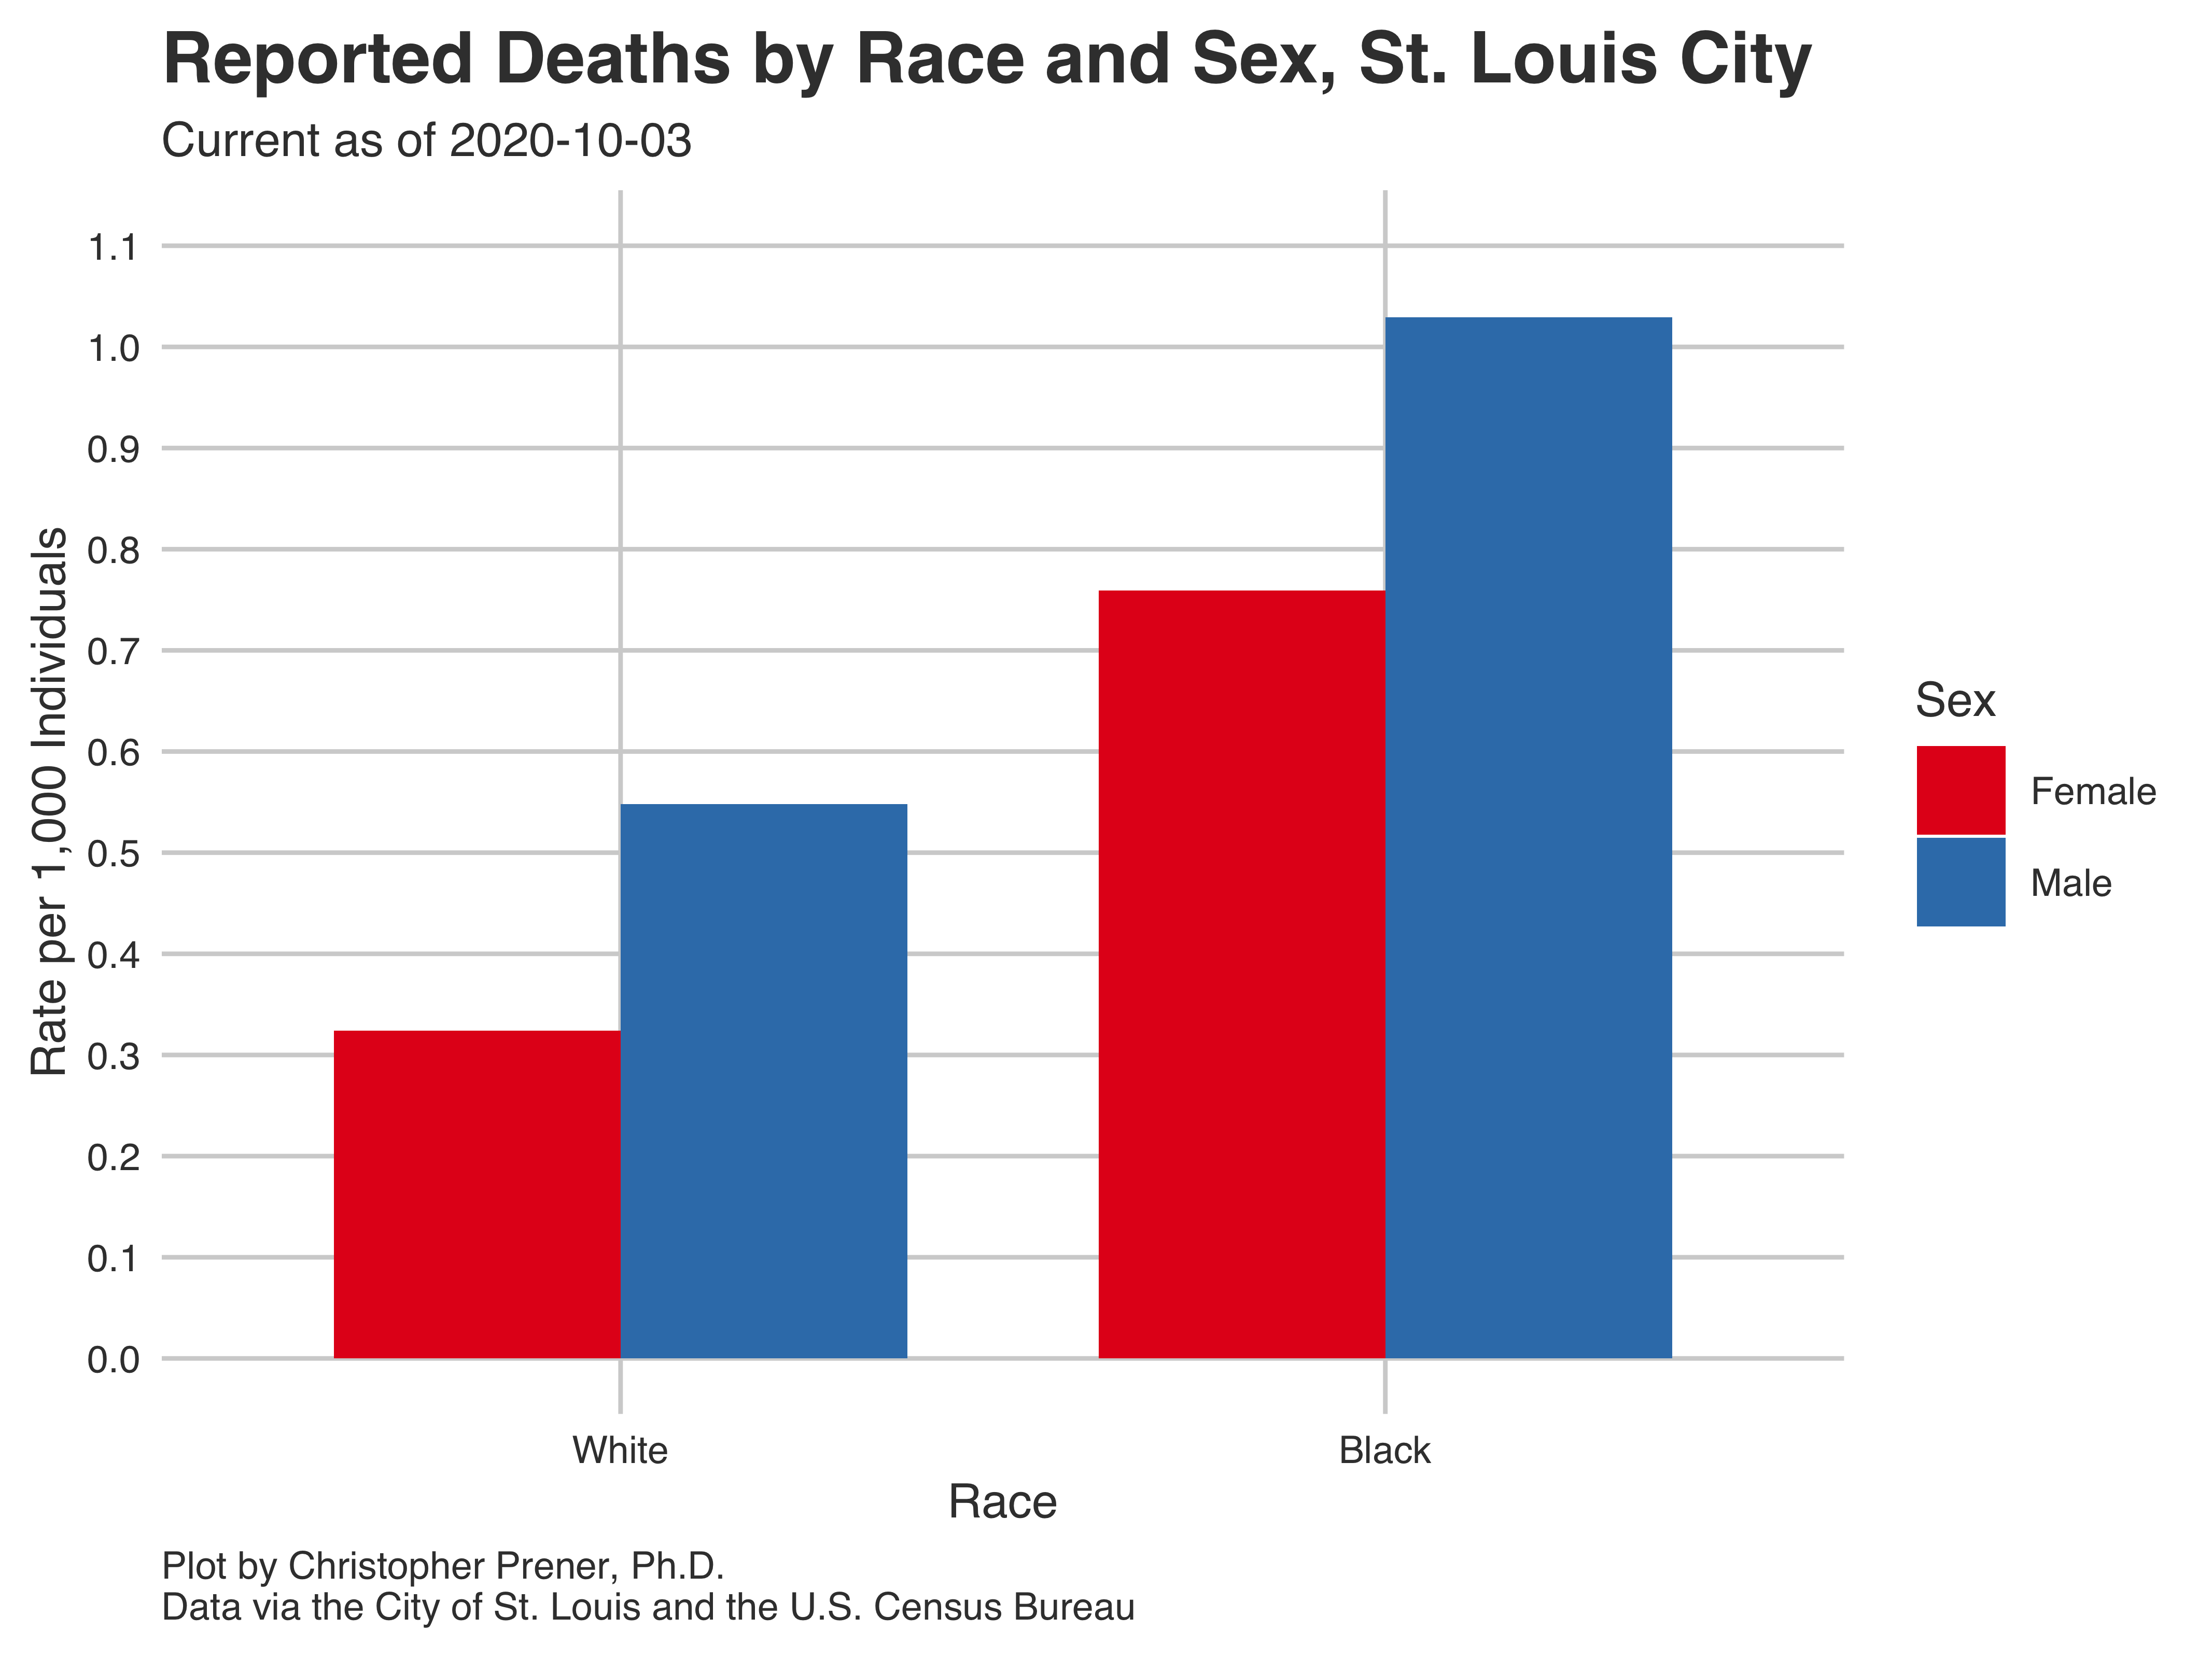 Reported Deaths by Race and Sex, St. Louis City
Current as of 2020-10-03
Rate per 1,000 Individuals
1.1
1.0
0.9
0.8
0.7
0.6
0.5
0.4
0.3
0.2
0.1
0.0
White
Black
Race
Sex
Female
Male
Plot by Christopher Prener, Ph.D.
Data via the City of St. Louis and the U.S. Census Bureau